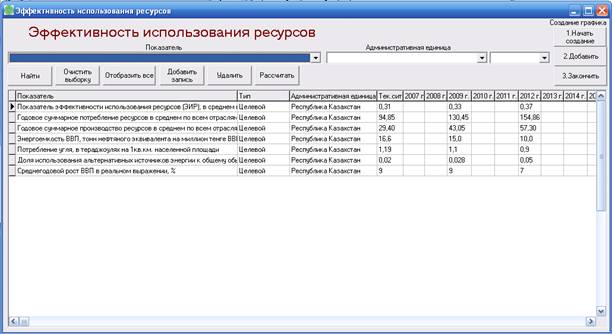 Эффективность использования ресурсов
Создание графика
Эффективность использования ресурсов
1.Начать создание
Показатель Административная единица
2.Добавить
Найти Очистить выборку Отобразить все Добавить запись Удалить Рассчитать 3.Закончить
Показатель Тип Административная единица Тек.сит 2007 г. 2008 г. 2009 г. 2010 г. 2011 г. 2012 г. 2013 г. 2014 г. 20
Показатель эффективности использования ресурсов (ЭИР), в среднем Целевой Республика Казахстан 0,31 0,33 0,37
Годовое суммарное потребление ресурсов в среднем по всем отрасля Целевой Республика Казахстан 94,85 130,45 154,86
Годовое суммарное производство ресурсов в среднем по всем отрасля Целевой Республика Казахстан 29,40 43,05 57,30
Энергоемкость ВВП, тонн нефтяного эквивалента на миллион тенге ВВ Целевой Республика Казахстан 16,6 15,0 10,0
Потребление угля, в тераджоулях на 1кв.км. населенной площади Целевой Республика Казахстан 1,19 1,1 0,9
Доля использования альтернативных источников энергии к общему об Целевой Республика Казахстан 0,02 0,028 0,05
Среднегодовой рост ВВП в реальном выражении, % Целевой Республика Казахстан 9 9 7